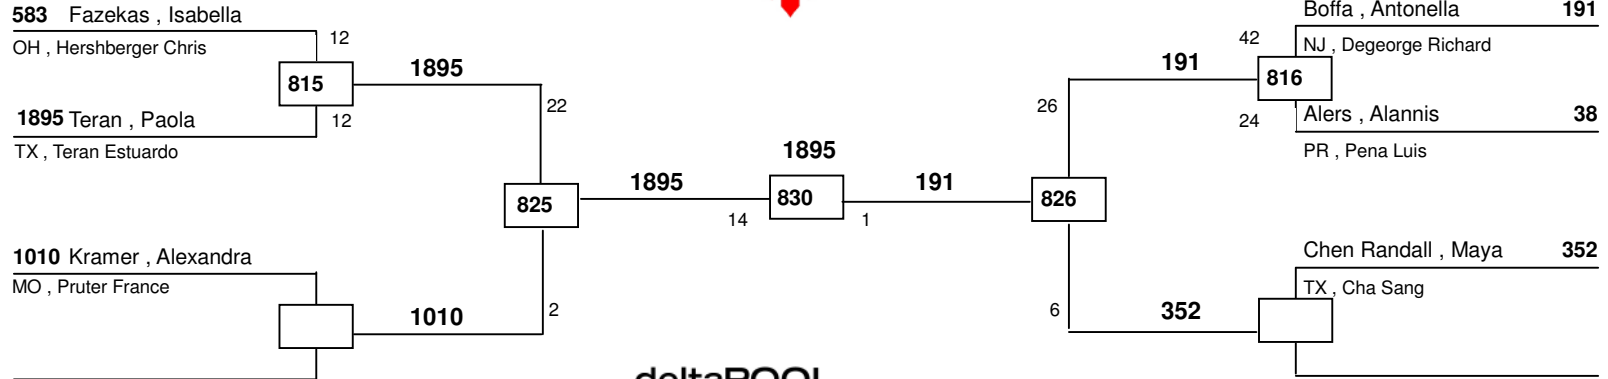 583 Fazekas , Isabella
OH , Hershberger Chris
12
815
1895
12
1895 Teran , Paola
TX , Teran Estuardo
22
825
1895
14
1895
830
191
1
1010 Kramer , Alexandra
MO , Pruter France
1010
2
Boffa , Antonella 191
NJ , Degeorge Richard
42
191
816
26
24
Alers , Alannis 38
PR , Pena Luis
826
Chen Randall , Maya 352
TX , Cha Sang
6
352
deltaPOOL